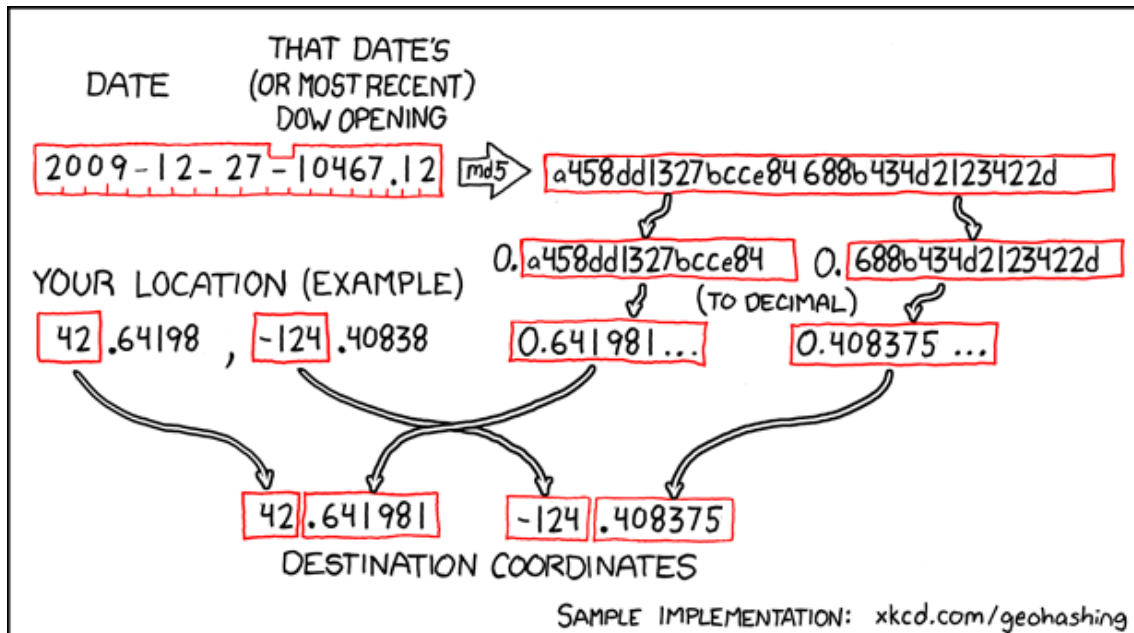 DATE
THAT DATE'S
(OR MOST RECENT)
DOW OPENING
2009-12-27-10467.12
md5
a458dd1327bcce84688b434d2123422d
0.a458dd1327bcce84
0.688b434d2123422d
(TO DECIMAL)
0.641981...
0.408375...
YOUR LOCATION (EXAMPLE)
42.64198, -124.40838
42.641981
-124.408375
DESTINATION COORDINATES
SAMPLE IMPLEMENTATION: xkcd.com/geohashing